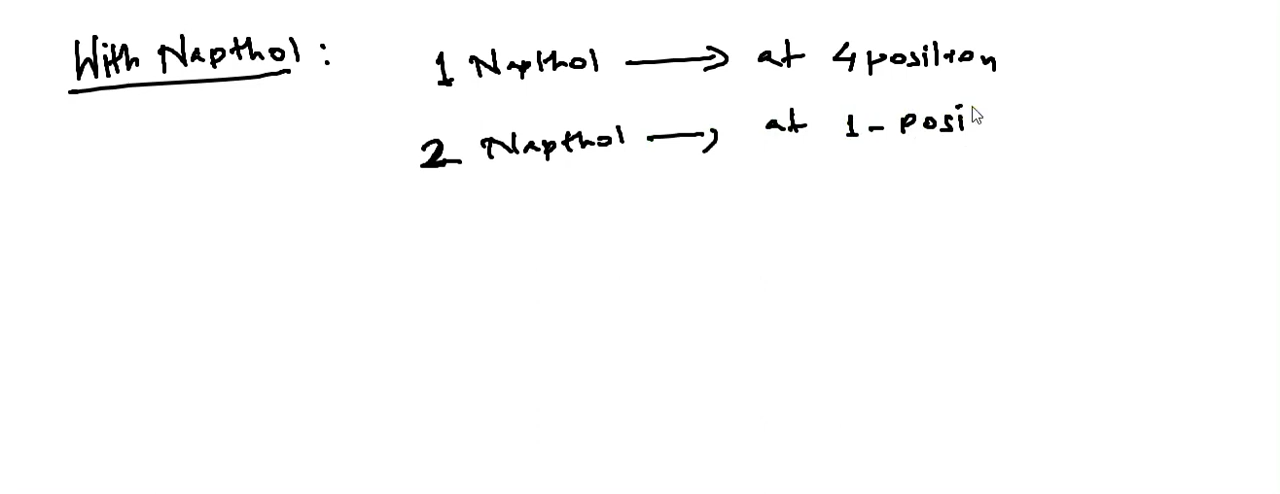 With Napthol : 1 Napthol → at 4 position
2 Napthol → at 1 - posi